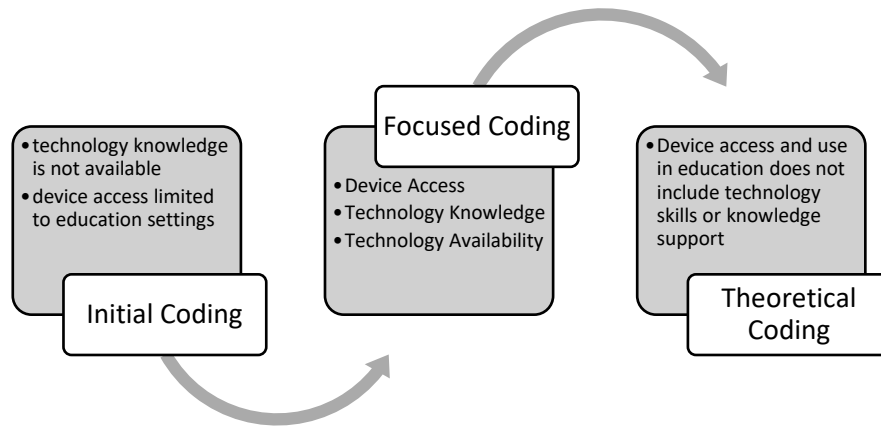 • technology knowledge
is not available
• device access limited
to education settings
Initial Coding
Focused Coding
• Device Access
• Technology Knowledge
• Technology Availability
• Device access and use
in education does not
include technology
skills or knowledge
support
Theoretical
Coding